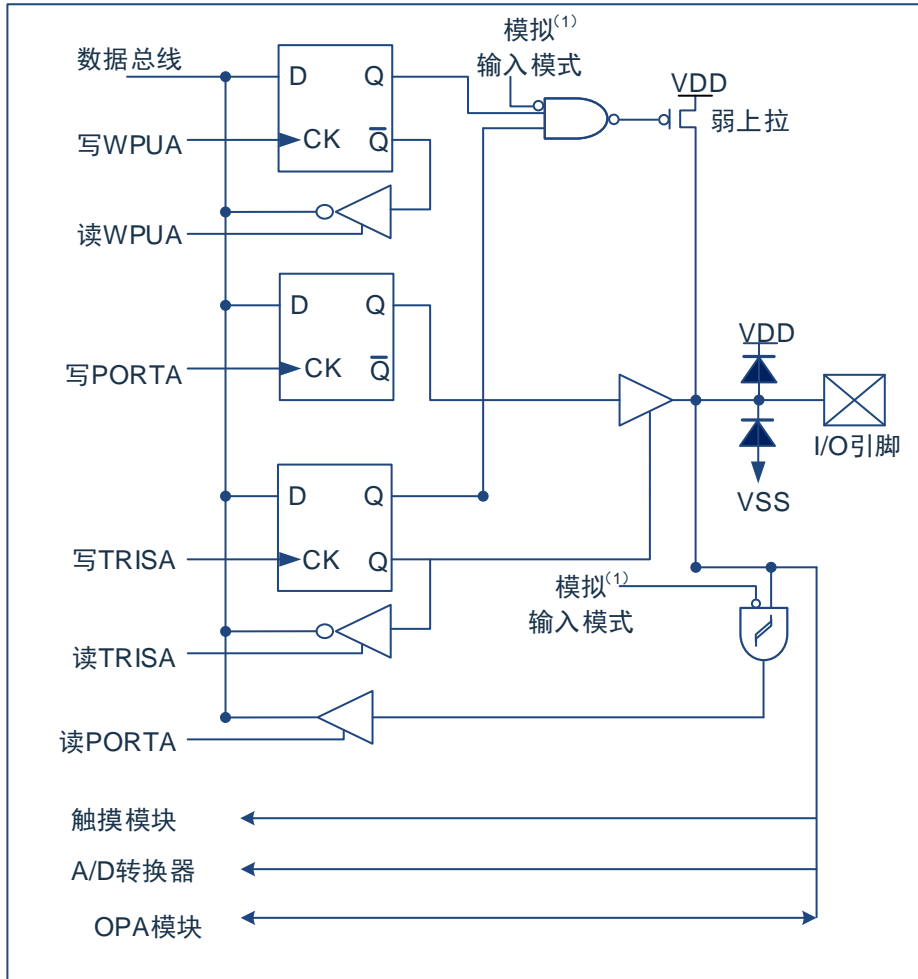 模拟(1)
输入模式
数据总线
D
Q
VDD
弱上拉
写WPUA
CK
Q̅
读WPUA
D
Q
VDD
写PORTA
CK
Q̅
I/O引脚
D
Q
VSS
写TRISA
CK
Q
模拟(1)
输入模式
读TRISA
读PORTA
触摸模块
A/D转换器
OPA模块